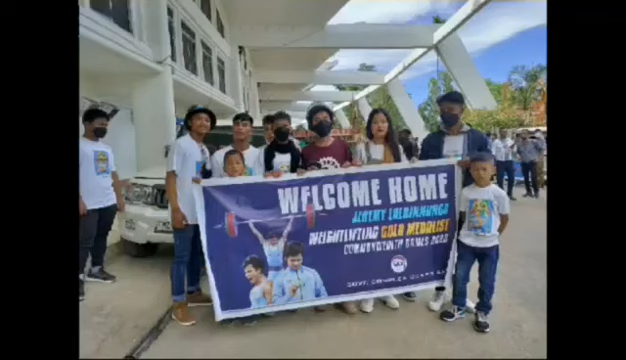 WELCOME HOME
JEREMY LALRINNUNGA
WEIGHTLIFTING GOLD MEDALIST
COMMONWEALTH GAMES 2022